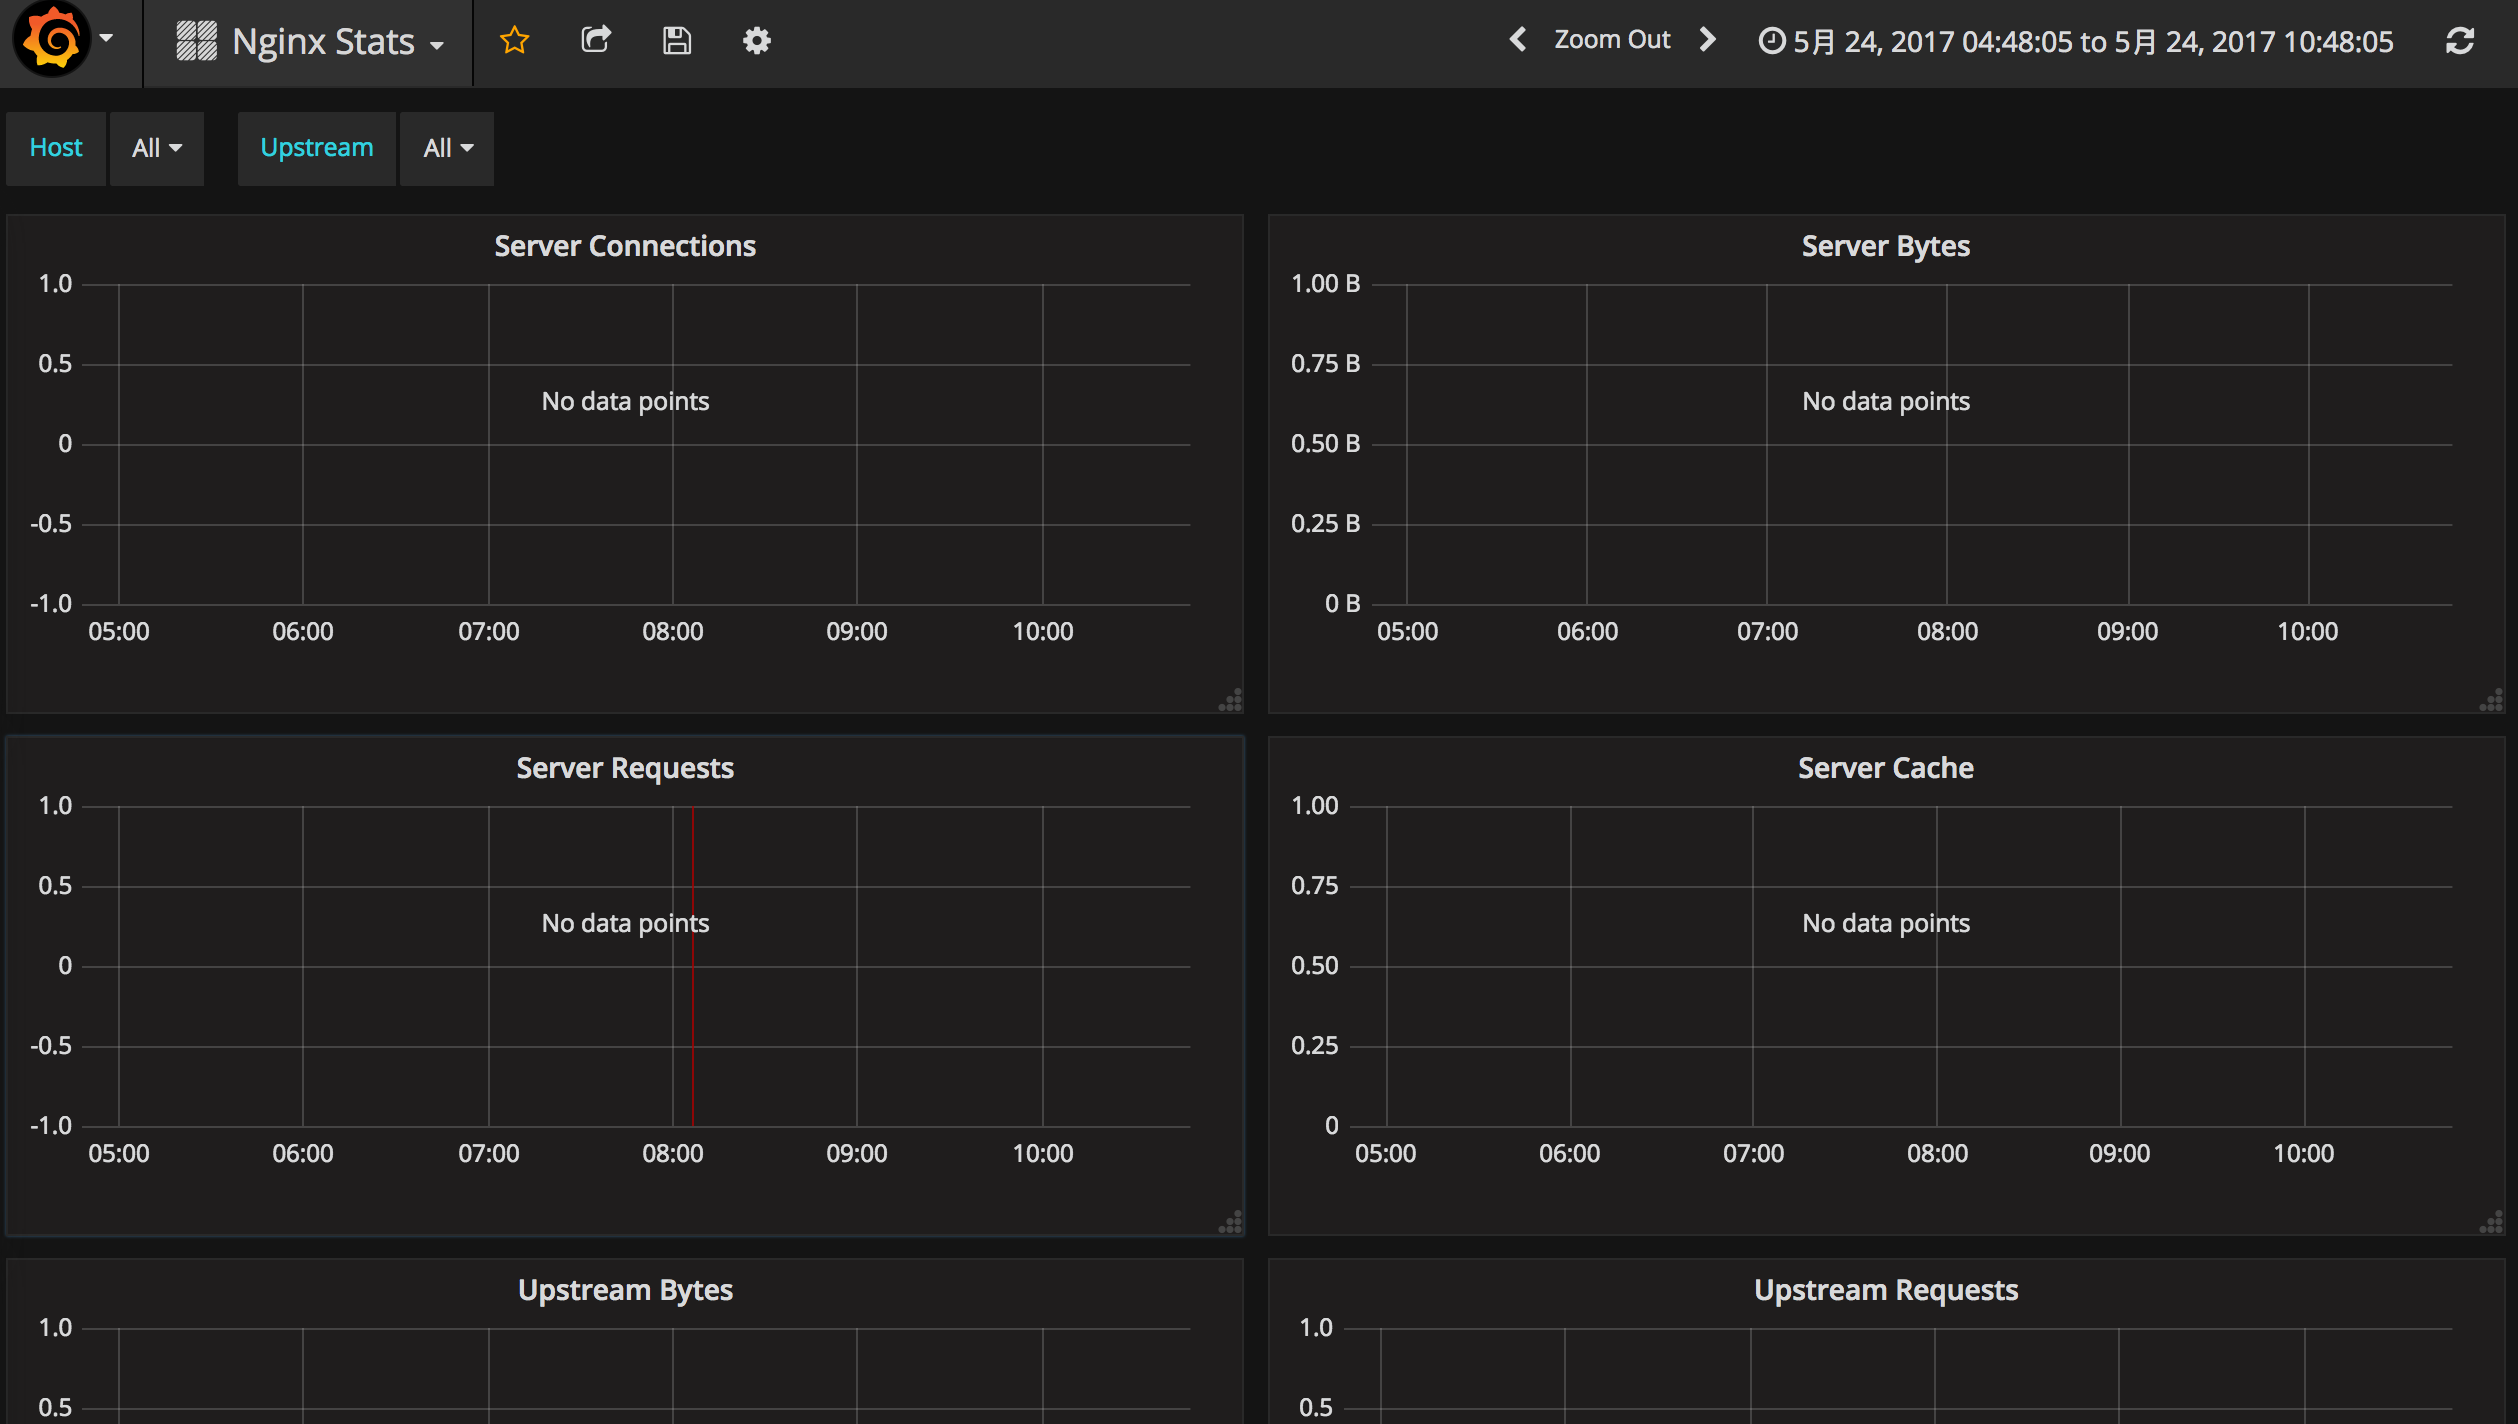 Nginx Stats
Zoom Out
5月 24, 2017 04:48:05 to 5月 24, 2017 10:48:05
Host All Upstream All
Server Connections
1.0
0.5
No data points
0
-0.5
-1.0
05:00 06:00 07:00 08:00 09:00 10:00
Server Bytes
1.00 B
0.75 B
No data points
0.50 B
0.25 B
0 B
05:00 06:00 07:00 08:00 09:00 10:00
Server Requests
1.0
0.5
No data points
0
-0.5
-1.0
05:00 06:00 07:00 08:00 09:00 10:00
Server Cache
1.00
0.75
No data points
0.50
0.25
0
05:00 06:00 07:00 08:00 09:00 10:00
Upstream Bytes
1.0
0.5
Upstream Requests
1.0
0.5